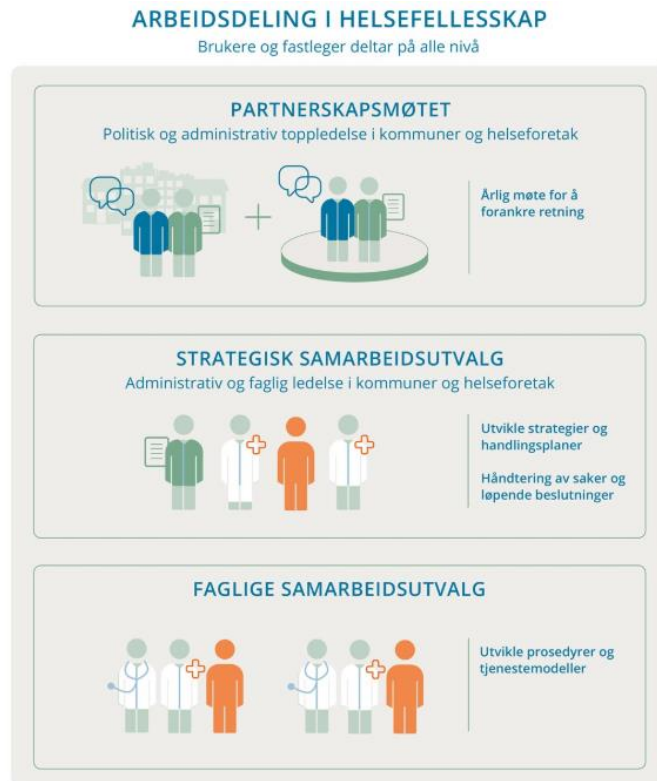 ARBEIDSDELING I HELSEFELLESSKAP
Brukere og fastleger deltar på alle nivå
PARTNERSKAPSMØTET
Politisk og administrativ toppledelse i kommuner og helseforetak
Årlig møte for å
forankre retning
STRATEGISK SAMARBEIDSUTVALG
Administrativ og faglig ledelse i kommuner og helseforetak
Utvikle strategier og
handlingsplaner
Håndtering av saker og
løpende beslutninger
FAGLIGE SAMARBEIDSUTVALG
Utvikle prosedyrer og
tjenestemodeller